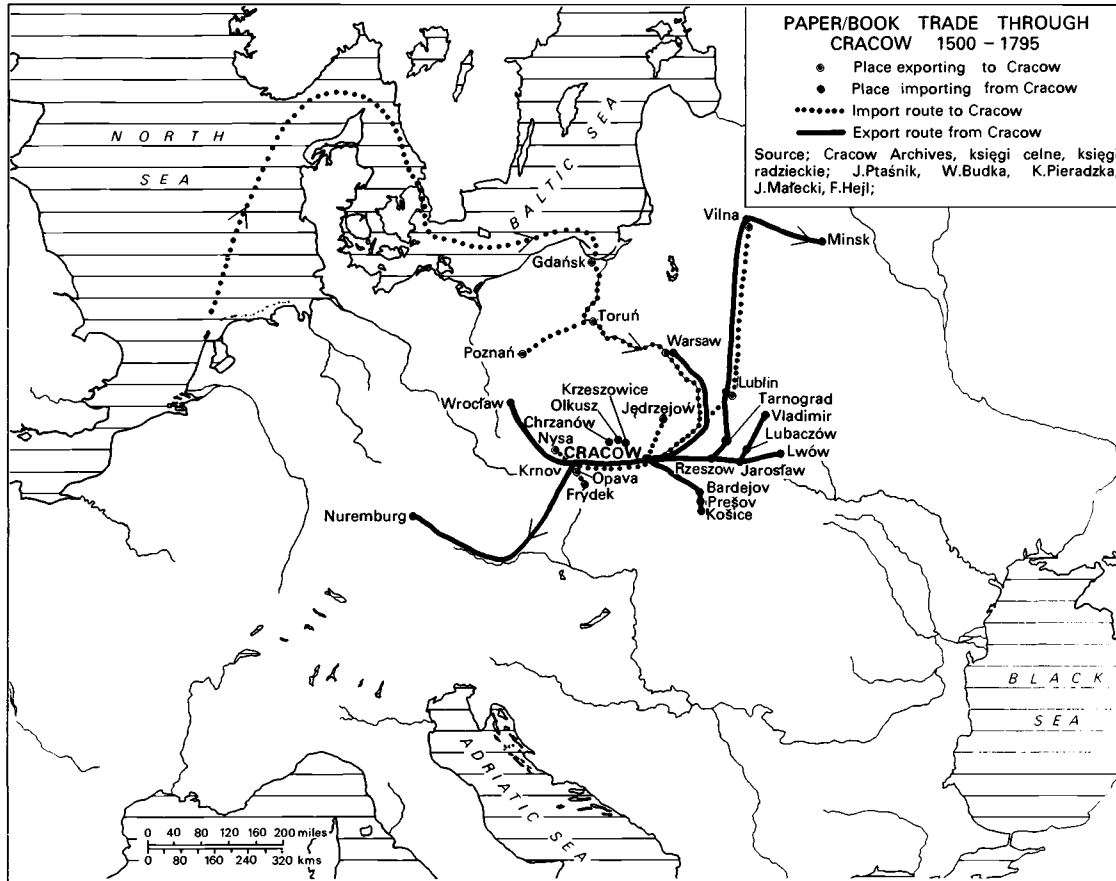 PAPER/BOOK TRADE THROUGH
CRACOW 1500 – 1795
Place exporting to Cracow
Place importing from Cracow
Import route to Cracow
Export route from Cracow
Source; Cracow Archives, księgi celne, księgi
radzieckie; J.Ptaśnik, W.Budka, K.Pieradzka,
J.Małecki, F.Hejl;
NORTH
SEA
BALTIC SEA
Vilna
Minsk
Gdańsk
Toruń
Poznań
Warsaw
Lublin
Krzeszowice
Tarnograd
Wrocław
Olkusz
Jędrzejów
Vladimir
Chrzanów
Lubaczów
Nysa
CRACOW
Lwów
Krnov
Opava
Rzeszow
Jarosław
Frýdek
Bardejov
Prešov
Nuremburg
Košice
BLACK
SEA
ADRIATIC SEA
0 40 80 120 160 200 miles
0 80 160 240 320 kms